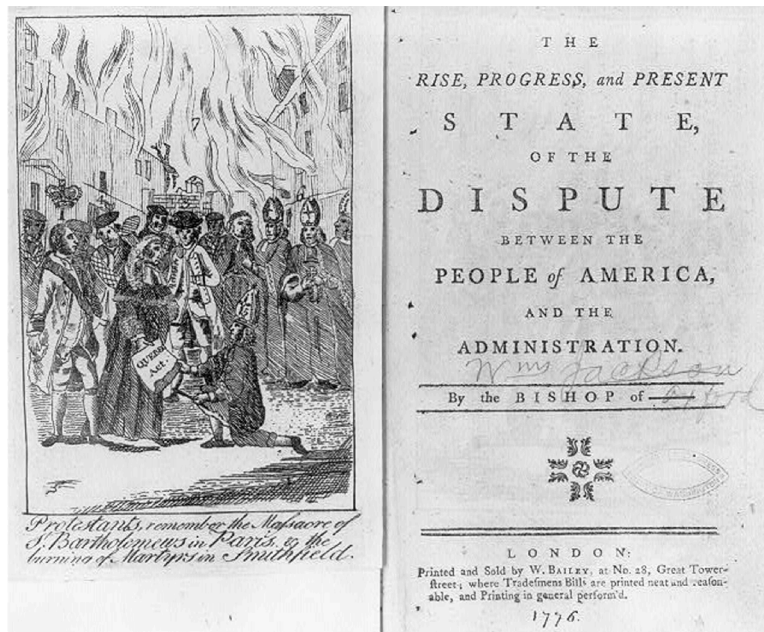 QUEBEC
Act.
Protestants, remember the Massacre of
St. Bartholomews in Paris, & the
burning of Martyrs in Smithfield.
THE
RISE, PROGRESS, and PRESENT
STATE,
OF THE
DISPUTE
BETWEEN THE
PEOPLE of AMERICA,
AND THE
ADMINISTRATION.
Wms Jackson
By the BISHOP of
LONDON:
Printed and Sold by W. BAILEY, at No. 28, Great Tower-
street; where Tradesmens Bills are printed neat and reason-
able, and Printing in general perform'd.
1776.